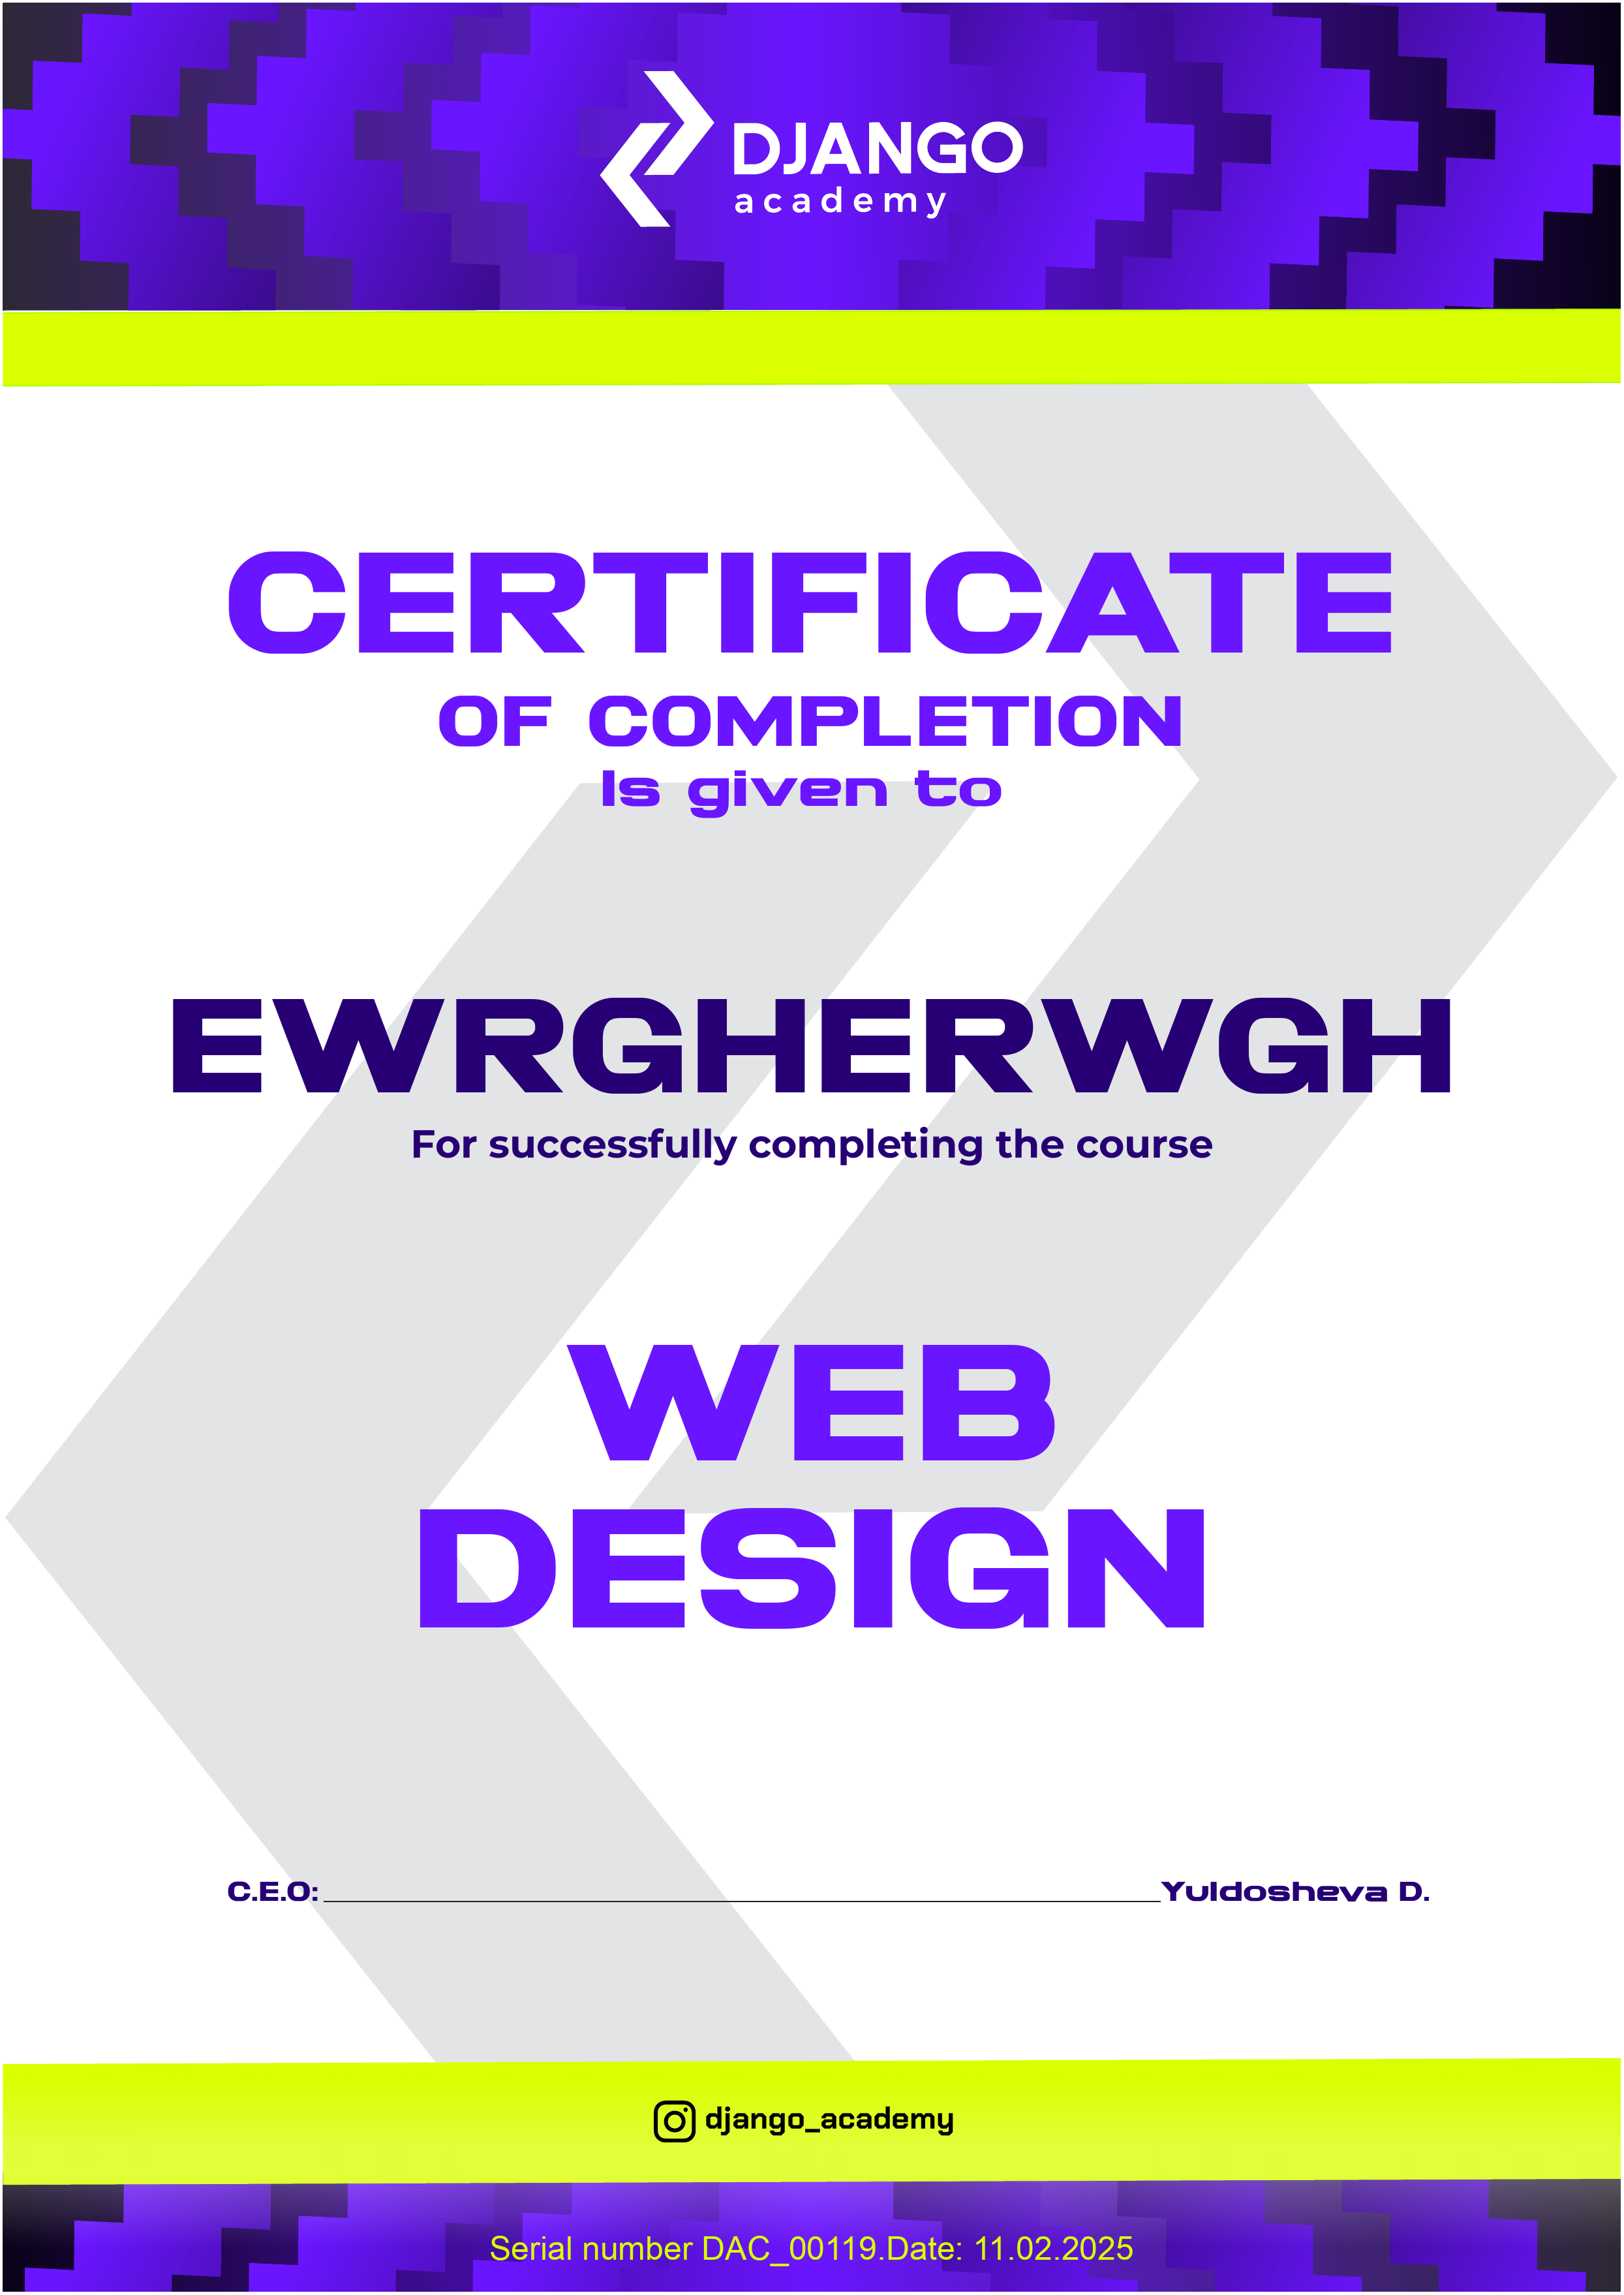 DJANGO
academy
CERTIFICATE
OF COMPLETION
Is given to
EWRGHERWGH
For successfully completing the course
WEB
DESIGN
C.E.O: Yuldosheva D.
django_academy
Serial number DAC_00119.Date: 11.02.2025